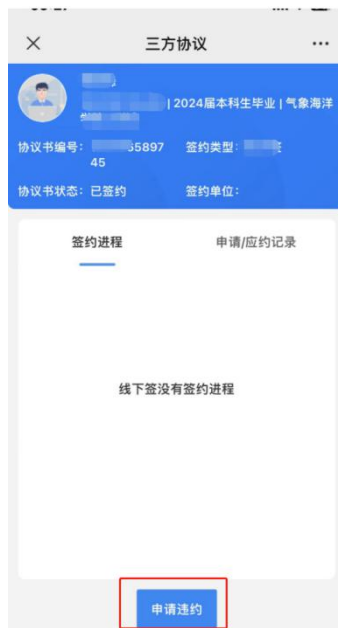 三方协议
| 2024届本科生毕业 | 气象海洋
协议书编号: 55897 签约类型:
45
协议书状态: 已签约 签约单位:
签约进程 申请/应约记录
线下签没有签约进程
申请违约